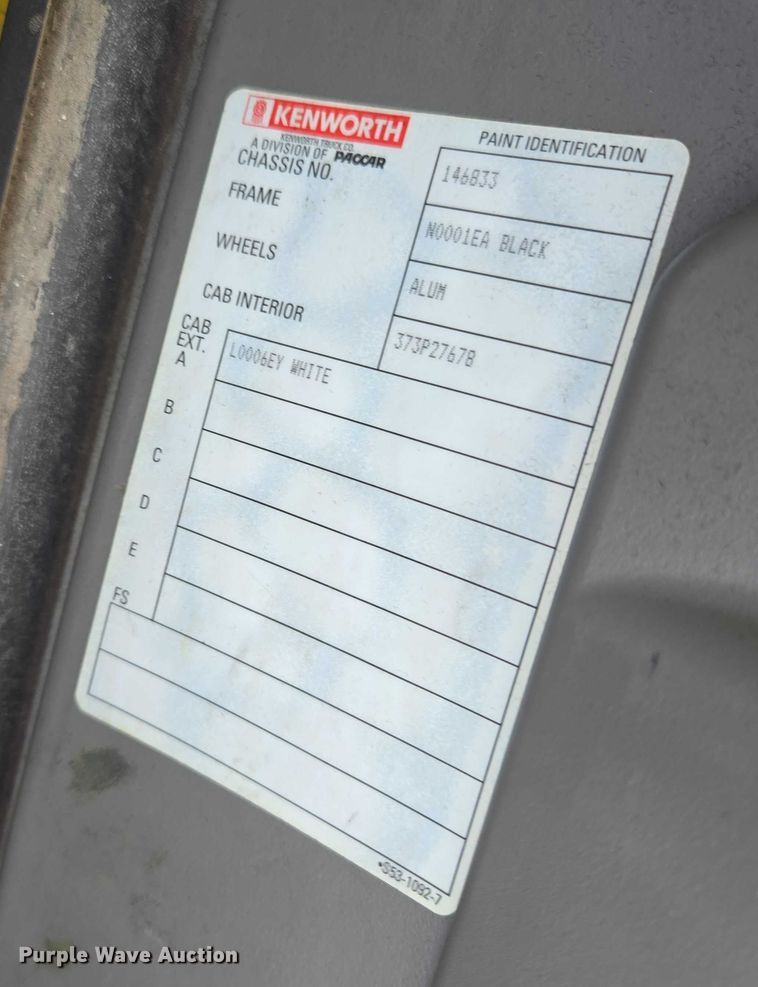 KENWORTH
KENWORTH TRUCK CO.
A DIVISION OF PACCAR
PAINT IDENTIFICATION
CHASSIS NO. 146833
FRAME N0001EA BLACK
WHEELS ALUM
CAB INTERIOR 373P27678
CAB
EXT.
A L0006EY WHITE
B
C
D
E
FS
*S53-1092-7
Purple Wave Auction